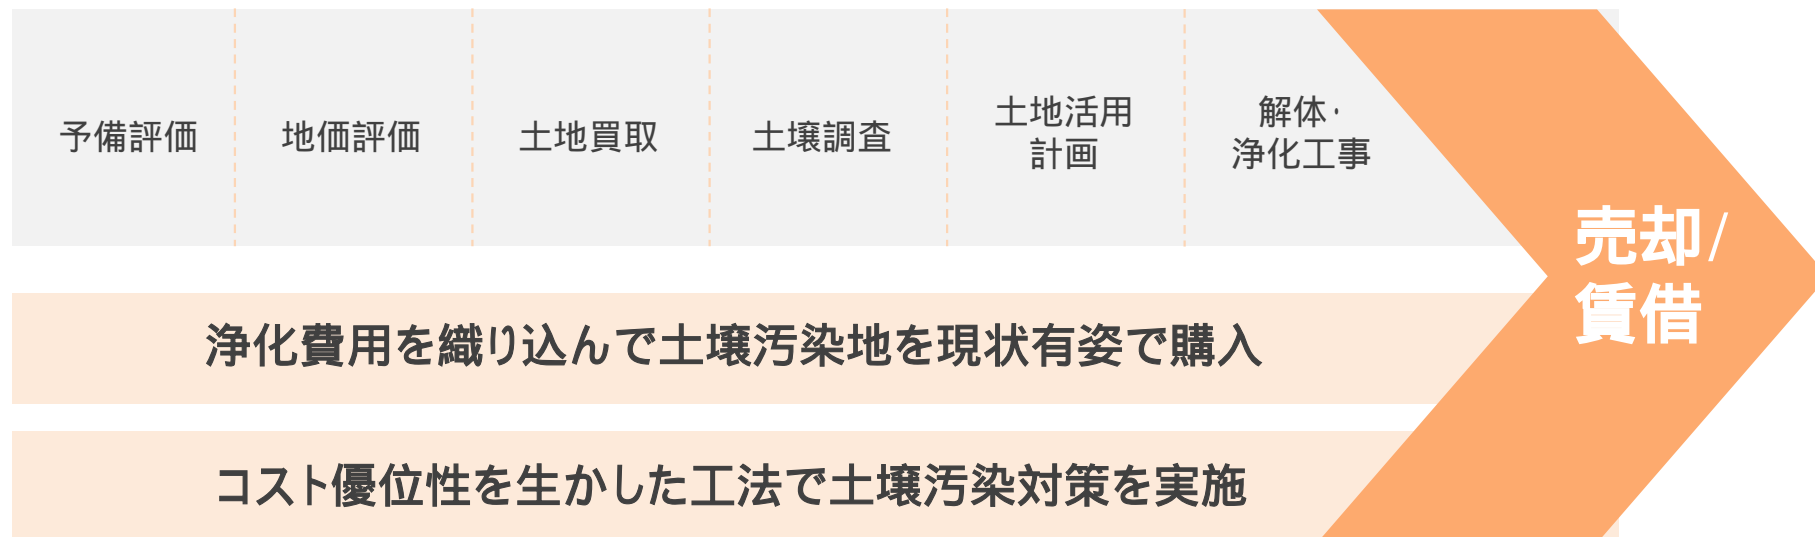 予備評価
地価評価
土地買取
土壌調査
土地活用
計画
解体・
浄化工事
売却/
賃借
浄化費用を織り込んで土壌汚染地を現状有姿で購入
コスト優位性を生かした工法で土壌汚染対策を実施